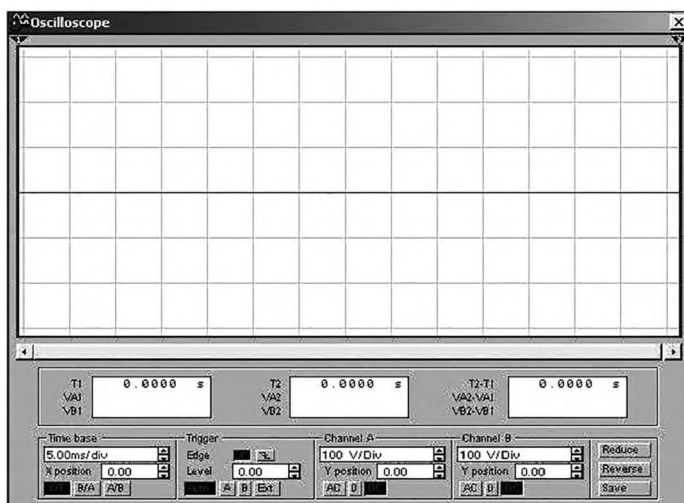 Oscilloscope
1 2
T1 0.0000 s T2 0.0000 s T2-T1 0.0000 s
VA1 VA2 VA2-VA1
VB1 VB2 VB2-VB1
Time base Trigger Channel A Channel B
5.00ms/div Edge 100 V/Div 100 V/Div Reduce
X position 0.00 Level 0.00 Y position 0.00 Y position 0.00 Reverse
B/A A/B A B Ext AC 0 AC 0 Save